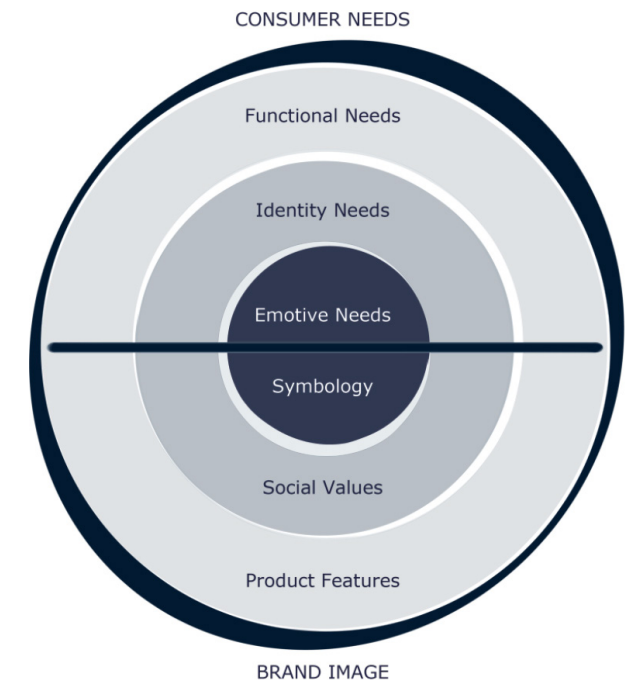 CONSUMER NEEDS
Functional Needs
Identity Needs
Emotive Needs
Symbology
Social Values
Product Features
BRAND IMAGE